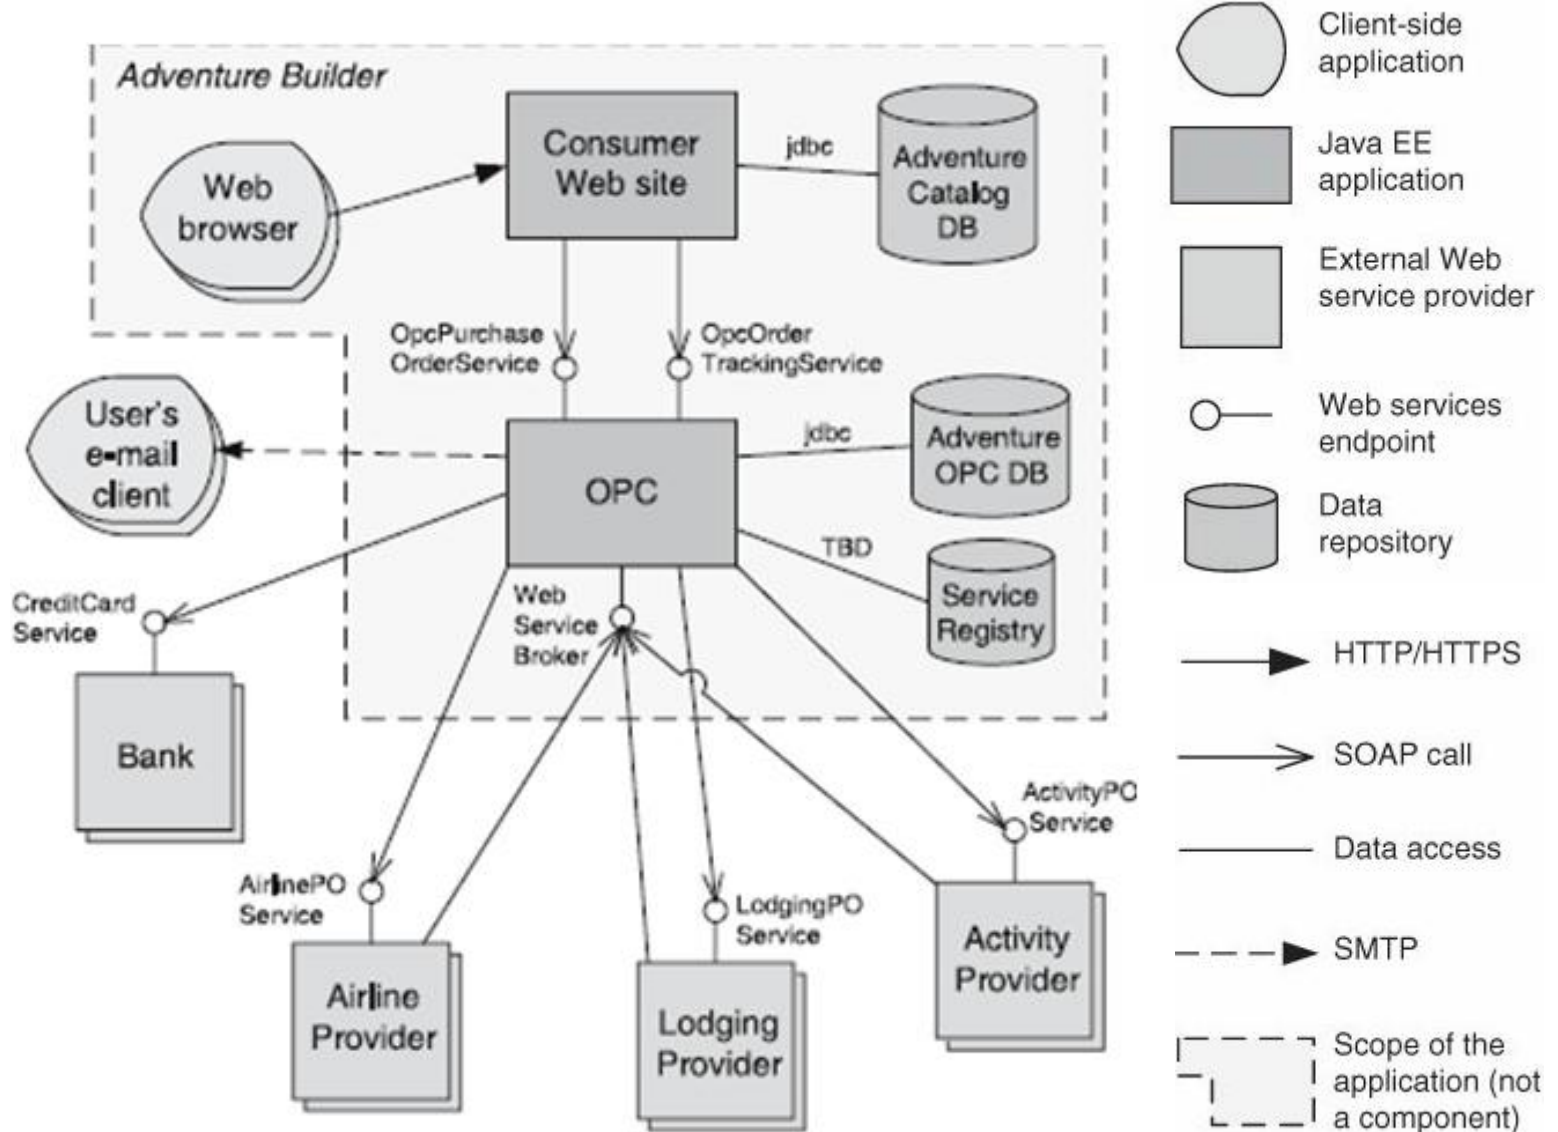 Adventure Builder
Web
browser
Consumer
Web site
jdbc
Adventure
Catalog
DB
OpcPurchase
OrderService
OpcOrder
TrackingService
User's
e-mail
client
OPC
jdbc
Adventure
OPC DB
TBD
Service
Registry
Web
Service
Broker
CreditCard
Service
Bank
AirlinePO
Service
Airline
Provider
LodgingPO
Service
Lodging
Provider
ActivityPO
Service
Activity
Provider
Client-side
application
Java EE
application
External Web
service provider
Web services
endpoint
Data
repository
HTTP/HTTPS
SOAP call
Data access
SMTP
Scope of the
application (not
a component)